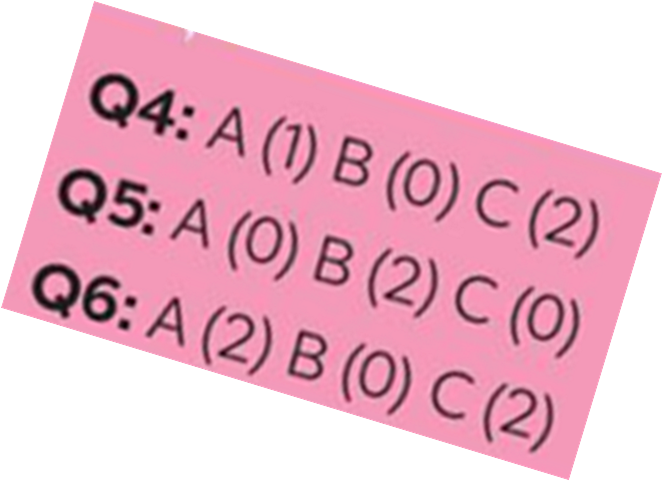 Q4: A (1) B (0) C (2)
Q5: A (0) B (2) C (0)
Q6: A (2) B (0) C (2)